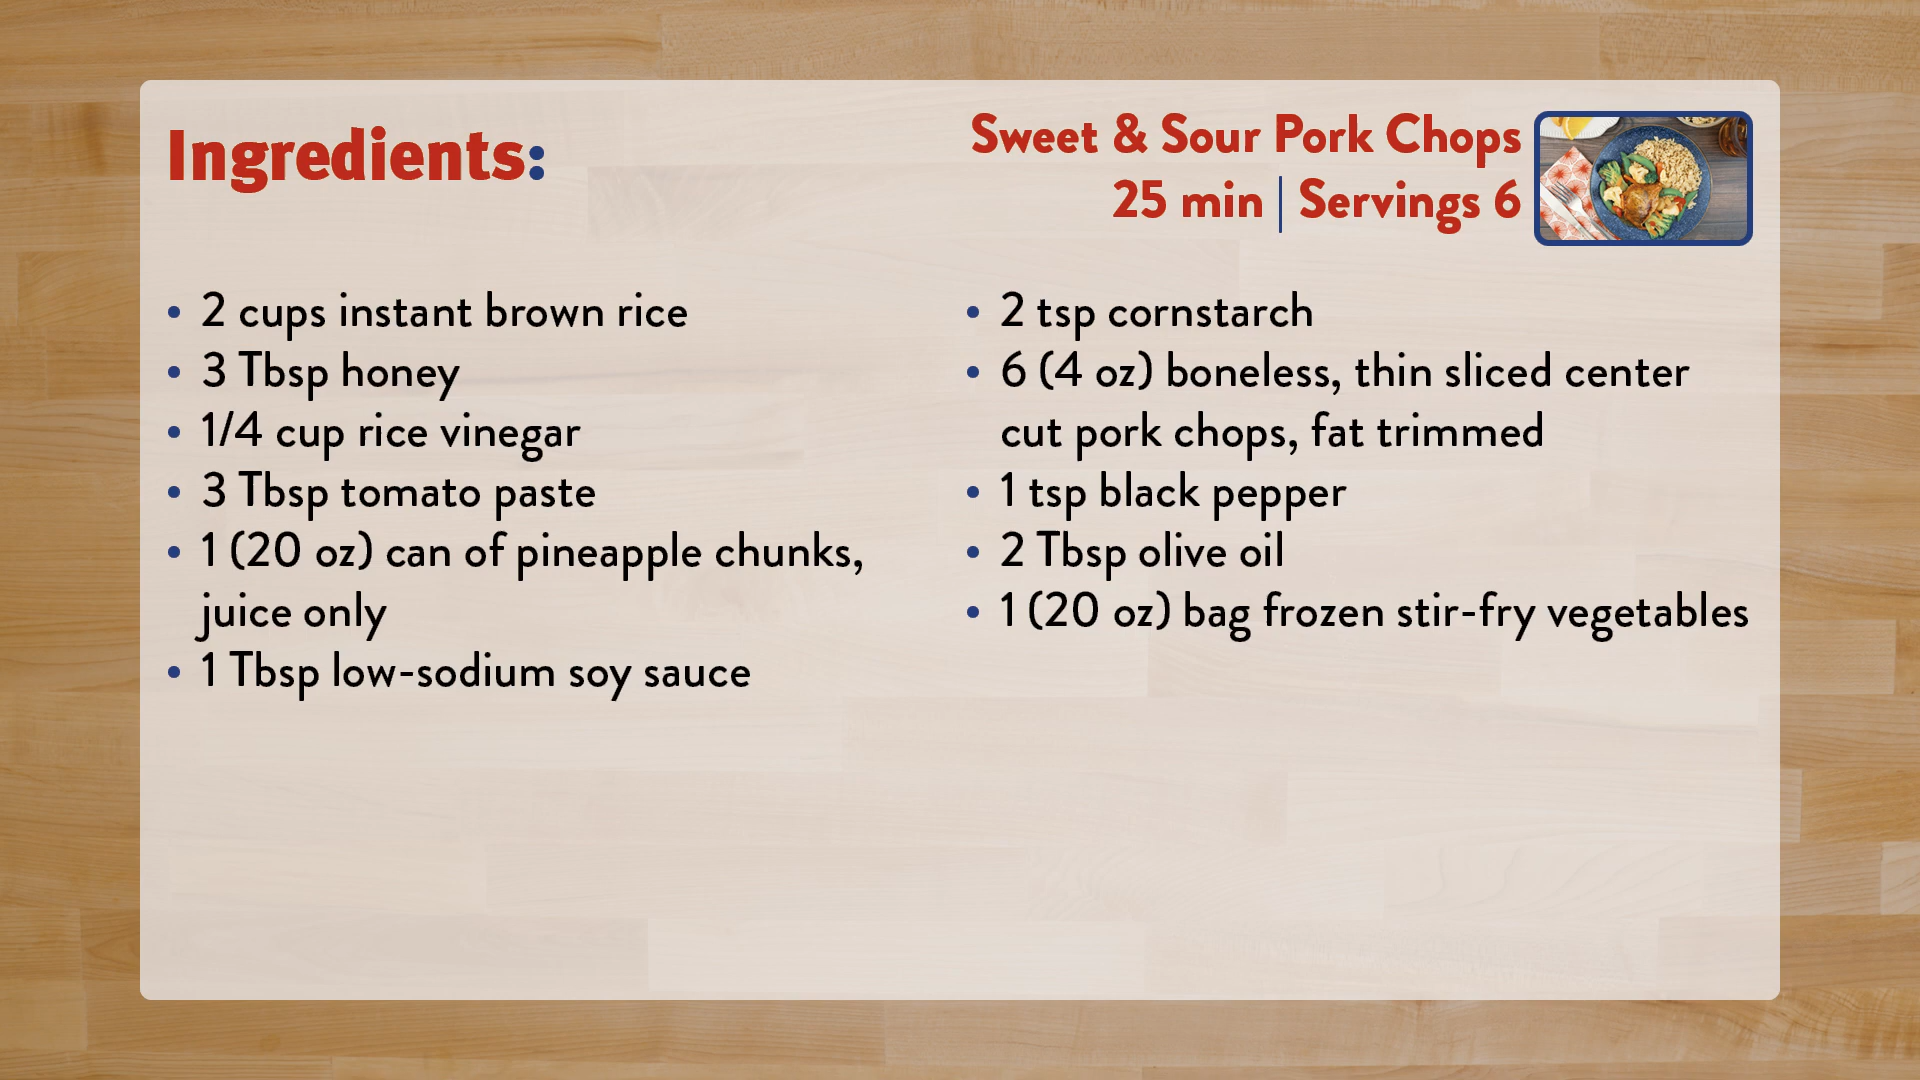 Ingredients:
Sweet & Sour Pork Chops
25 min | Servings 6
• 2 cups instant brown rice
• 3 Tbsp honey
• 1/4 cup rice vinegar
• 3 Tbsp tomato paste
• 1 (20 oz) can of pineapple chunks,
juice only
• 1 Tbsp low-sodium soy sauce
• 2 tsp cornstarch
• 6 (4 oz) boneless, thin sliced center
cut pork chops, fat trimmed
• 1 tsp black pepper
• 2 Tbsp olive oil
• 1 (20 oz) bag frozen stir-fry vegetables